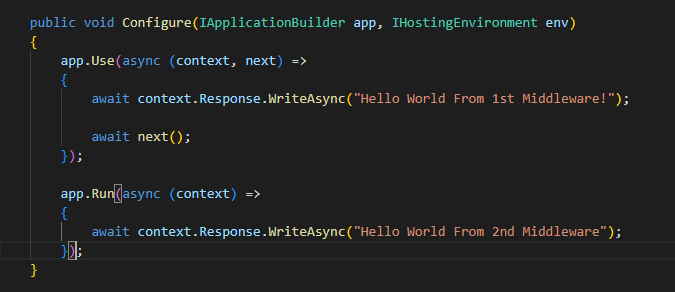 public void Configure(IApplicationBuilder app, IHostingEnvironment env)
{
    app.Use(async (context, next) =>
    {
        await context.Response.WriteAsync("Hello World From 1st Middleware!");

        await next();
    });

    app.Run(async (context) =>
    {
        await context.Response.WriteAsync("Hello World From 2nd Middleware");
    });
}